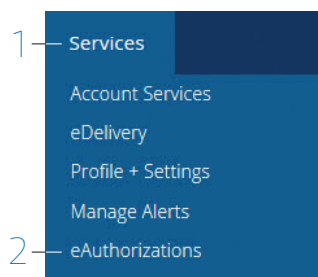 1 Services
Account Services
eDelivery
Profile + Settings
Manage Alerts
2 eAuthorizations